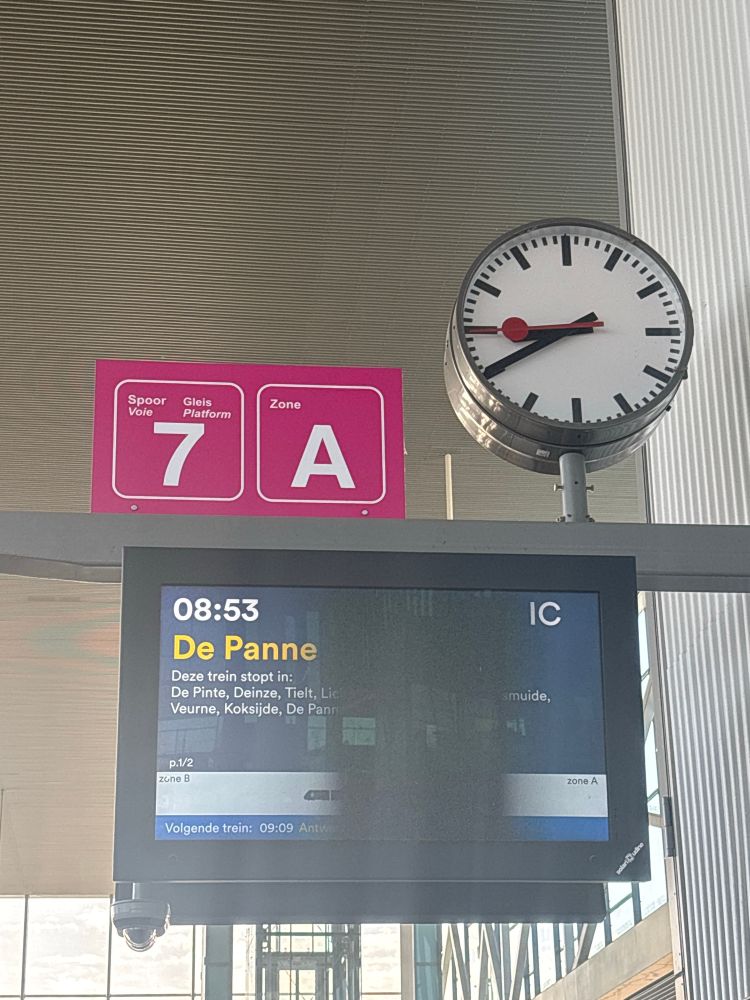 Spoor Gleis
Voie Platform
7
Zone
A
08:53 IC
De Panne
Deze trein stopt in:
De Pinte, Deinze, Tielt,
Veurne, Koksijde, De
p.1/2
zone B zone A
Volgende trein: 09:09